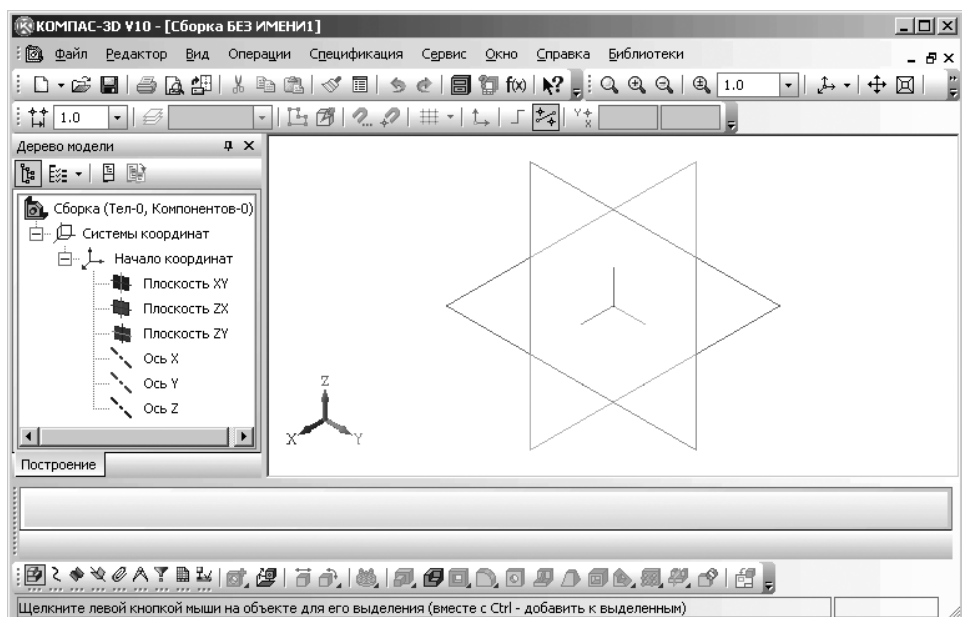 КОМПАС-3D V10 - [Сборка БЕЗ ИМЕНИ1]
Файл Редактор Вид Операции Спецификация Сервис Окно Справка Библиотеки
f(x) 1.0
1.0
Дерево модели
Сборка (Тел-0, Компонентов-0)
Системы координат
Начало координат
Плоскость XY
Плоскость ZX
Плоскость ZY
Ось X
Ось Y
Ось Z
Z
X Y
Построение
Щелкните левой кнопкой мыши на объекте для его выделения (вместе с Ctrl - добавить к выделенным)